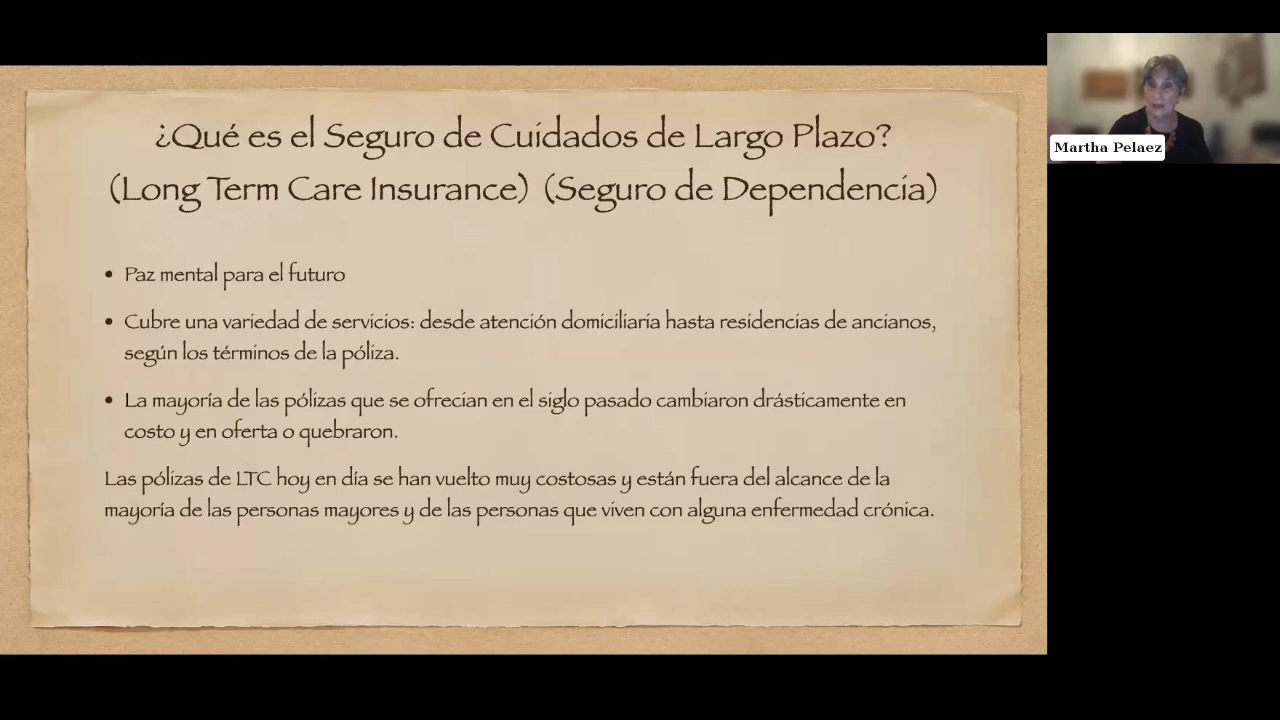 ¿Qué es el Seguro de Cuidados de Largo Plazo?
(Long Term Care Insurance) (Seguro de Dependencia)
• Paz mental para el futuro
• Cubre una variedad de servicios: desde atención domiciliaria hasta residencias de ancianos,
según los términos de la póliza.
• La mayoría de las pólizas que se ofrecian en el siglo pasado cambiaron drásticamente en
costo y en oferta o quebraron.
Las pólizas de LTC hoy en día se han vuelto muy costosas y están fuera del alcance de la
mayoría de las personas mayores y de las personas que viven con alguna enfermedad crónica.
Martha Pelaez